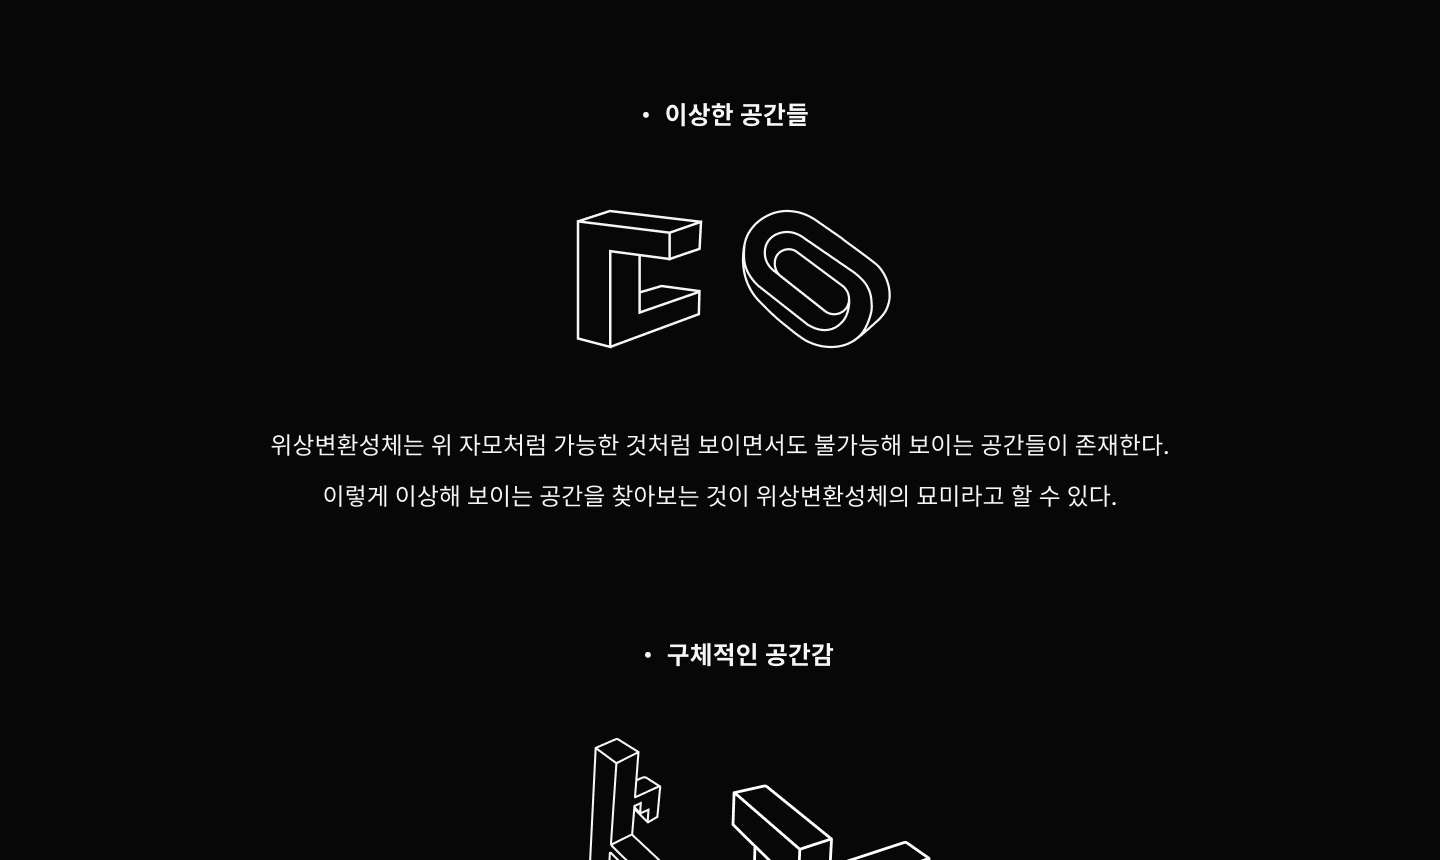 • 이상한 공간들
ㄷㅇ
위상변환성체는 위 자모처럼 가능한 것처럼 보이면서도 불가능해 보이는 공간들이 존재한다.
이렇게 이상해 보이는 공간을 찾아보는 것이 위상변환성체의 묘미라고 할 수 있다.
• 구체적인 공간감